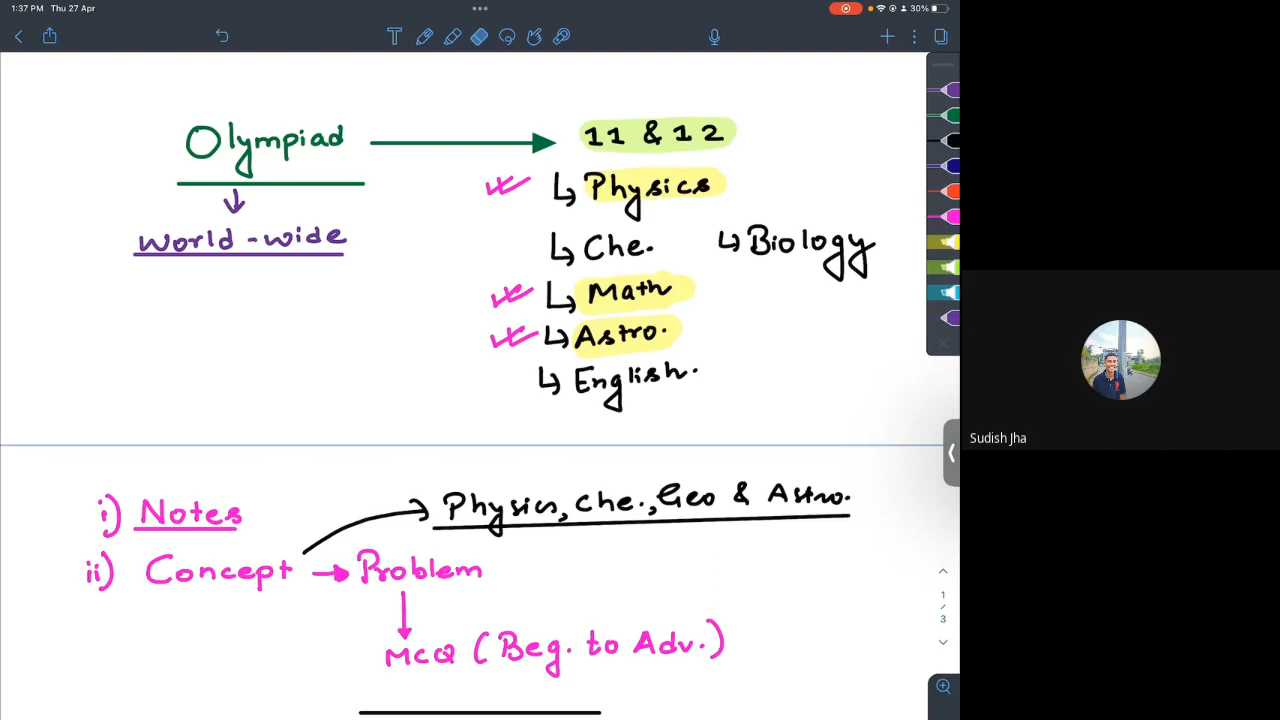 1:37 PM Thu 27 Apr
30%
Olympiad
11 & 12
Physics
World-wide
Che.
Biology
Math
Astro.
English.
Sudish Jha
i) Notes
Physics, Che., Geo & Astro.
ii) Concept → Problem
1
/
3
MCQ (Beg. to Adv.)